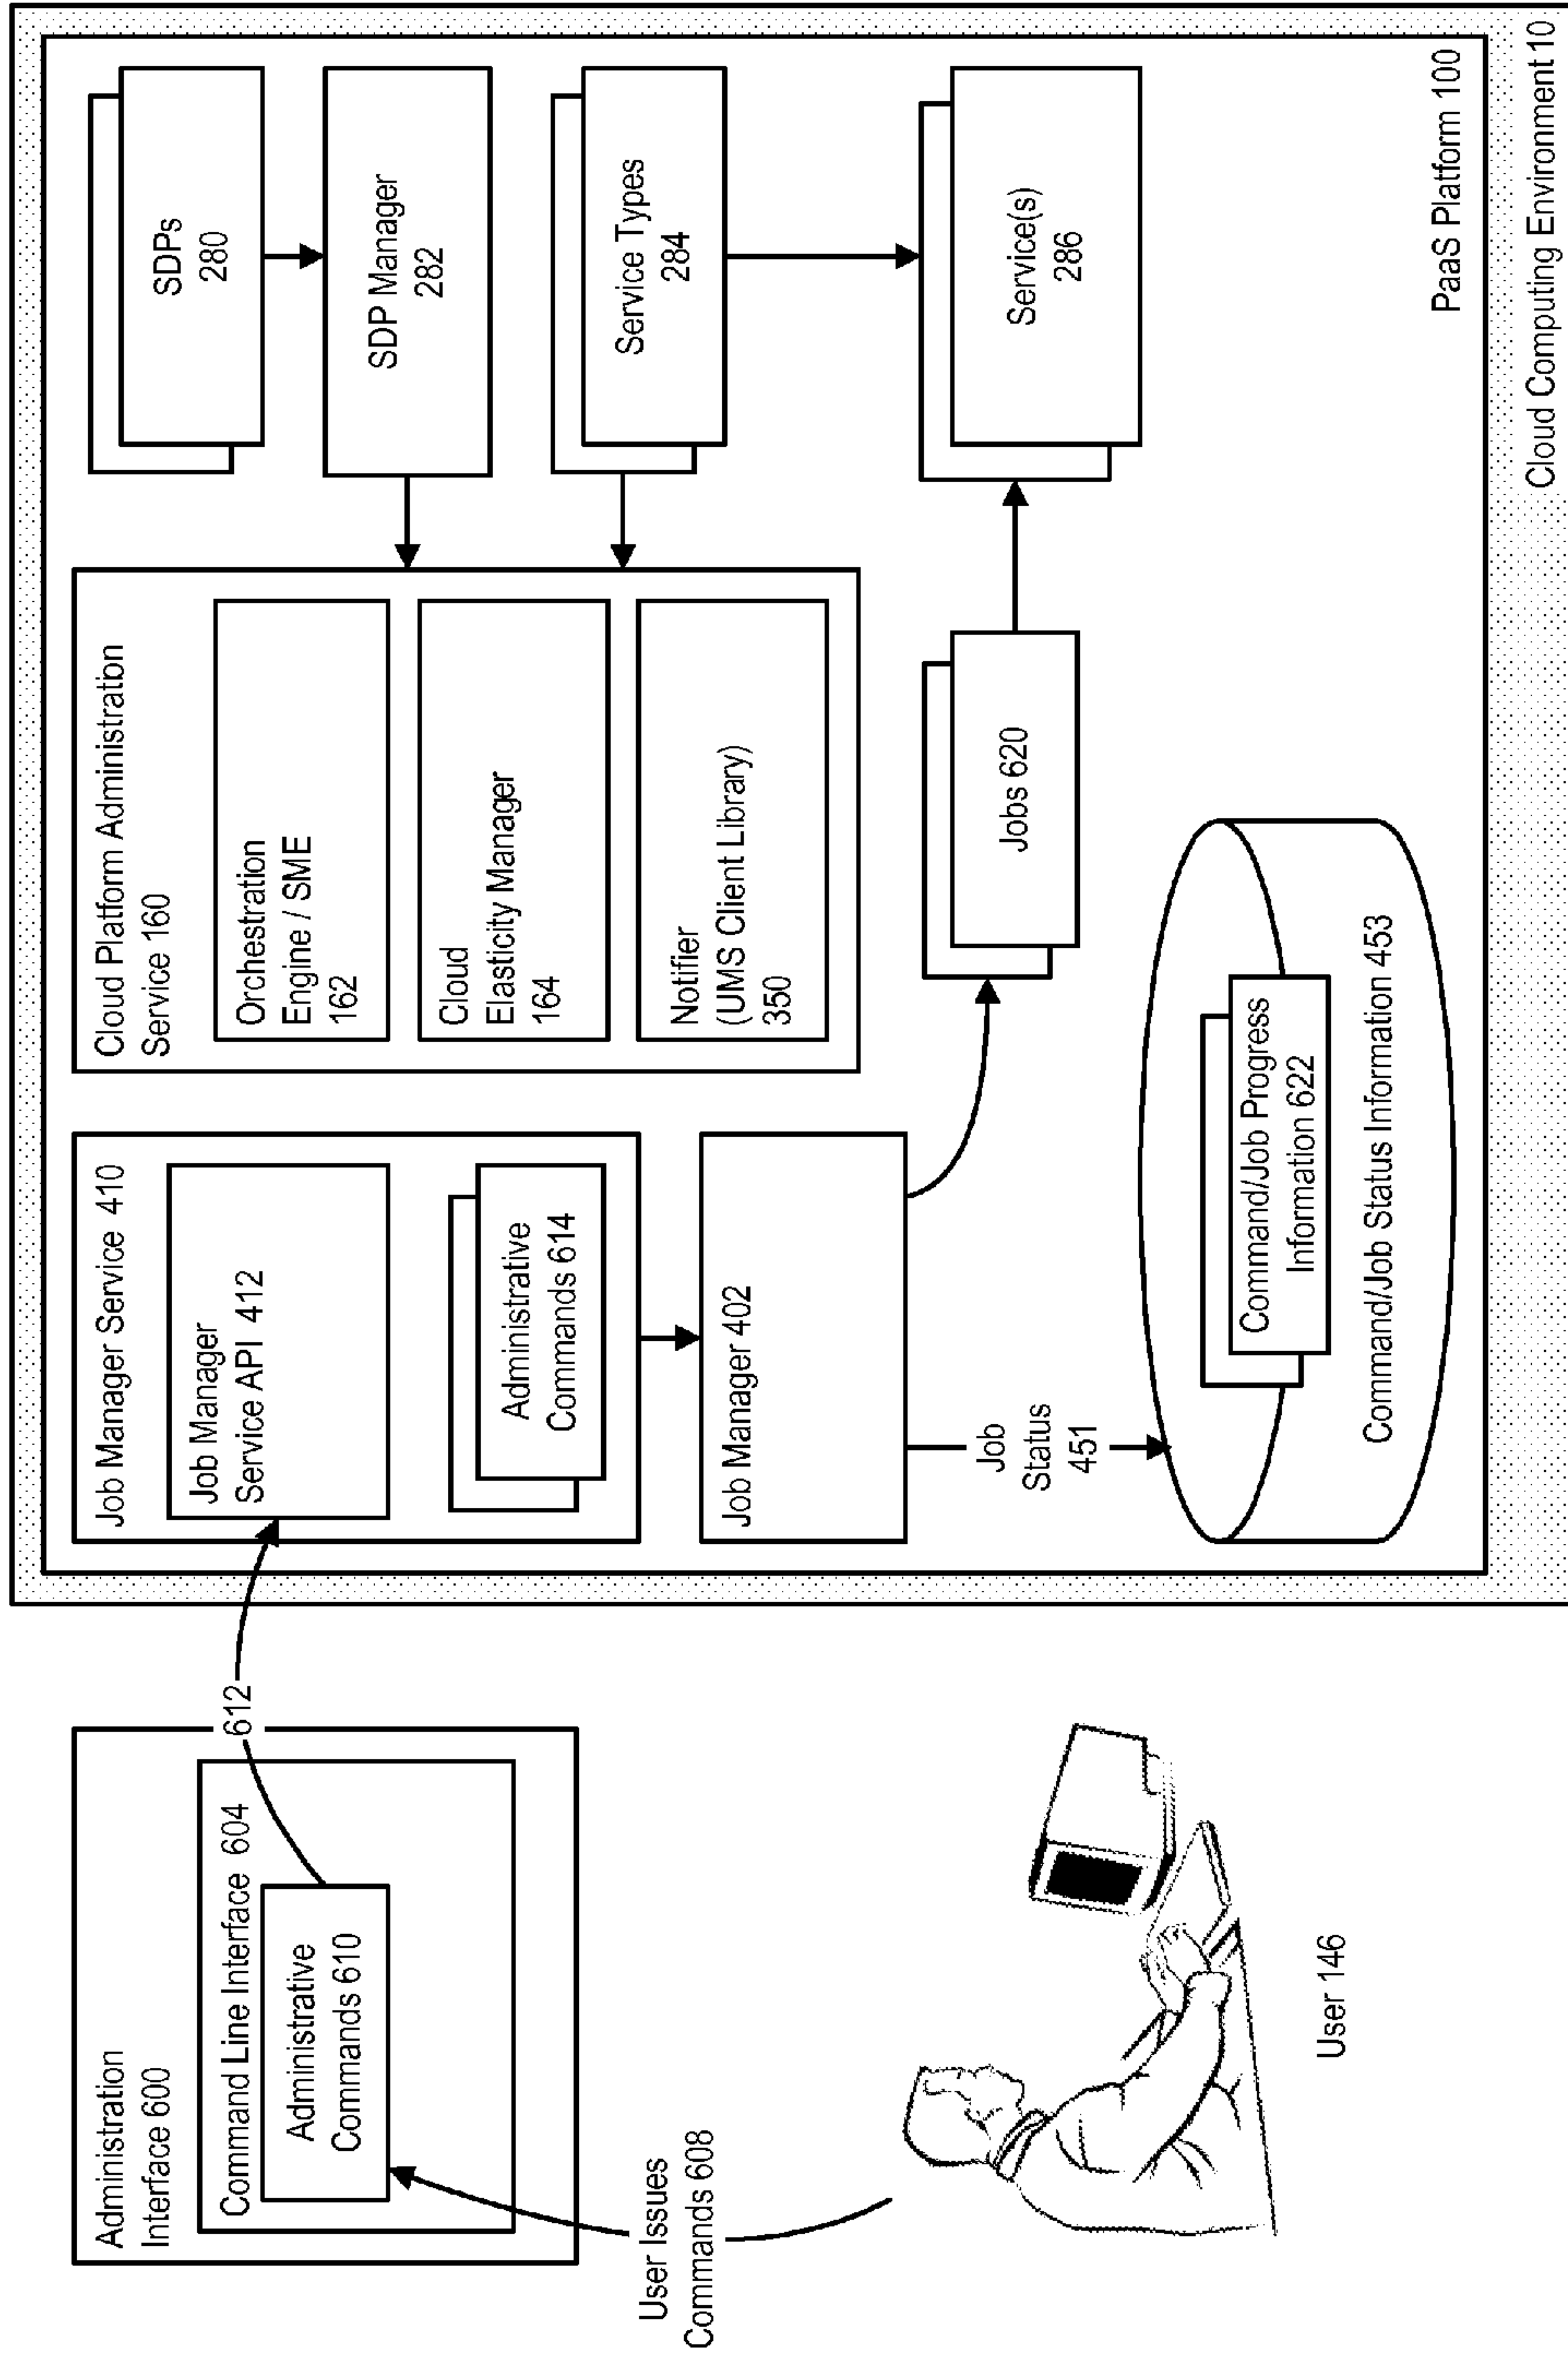 Administration
Interface 600
Command Line Interface 604
Administrative
Commands 610
612
User Issues
Commands 608
User 146
Job Manager Service 410
Job Manager
Service API 412
Administrative
Commands 614
Job Manager 402
Job
Status
451
Cloud Platform Administration
Service 160
Orchestration
Engine / SME
162
Cloud
Elasticity Manager
164
Notifier
(UMS Client Library)
350
SDPs
280
SDP Manager
282
Service Types
284
Service(s)
286
Jobs 620
Command/Job Progress
Information 622
Command/Job Status Information 453
PaaS Platform 100
Cloud Computing Environment 10